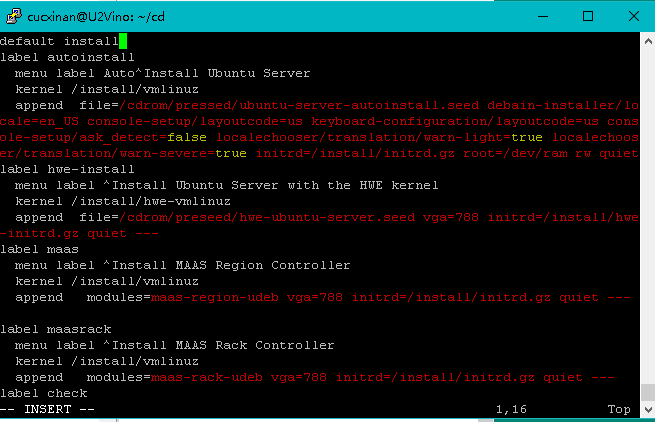 cucxinan@U2Vino: ~/cd
default install
label autoinstall
  menu label Auto^Install Ubuntu Server
  kernel /install/vmlinuz
  append  file=/cdrom/pressed/ubuntu-server-autoinstall.seed debain-installer/lo
cale=en_US console-setup/layoutcode=us keyboard-configuration/layoutcode=us cons
ole-setup/ask_detect=false localechooser/translation/warn-light=true localechoos
er/translation/warn-severe=true initrd=/install/initrd.gz root=/dev/ram rw quiet
label hwe-install
  menu label ^Install Ubuntu Server with the HWE kernel
  kernel /install/hwe-vmlinuz
  append  file=/cdrom/preseed/hwe-ubuntu-server.seed vga=788 initrd=/install/hwe
-initrd.gz quiet ---
label maas
  menu label ^Install MAAS Region Controller
  kernel /install/vmlinuz
  append   modules=maas-region-udeb vga=788 initrd=/install/initrd.gz quiet ---
label maasrack
  menu label ^Install MAAS Rack Controller
  kernel /install/vmlinuz
  append   modules=maas-rack-udeb vga=788 initrd=/install/initrd.gz quiet ---
label check
-- INSERT -- 1,16 Top